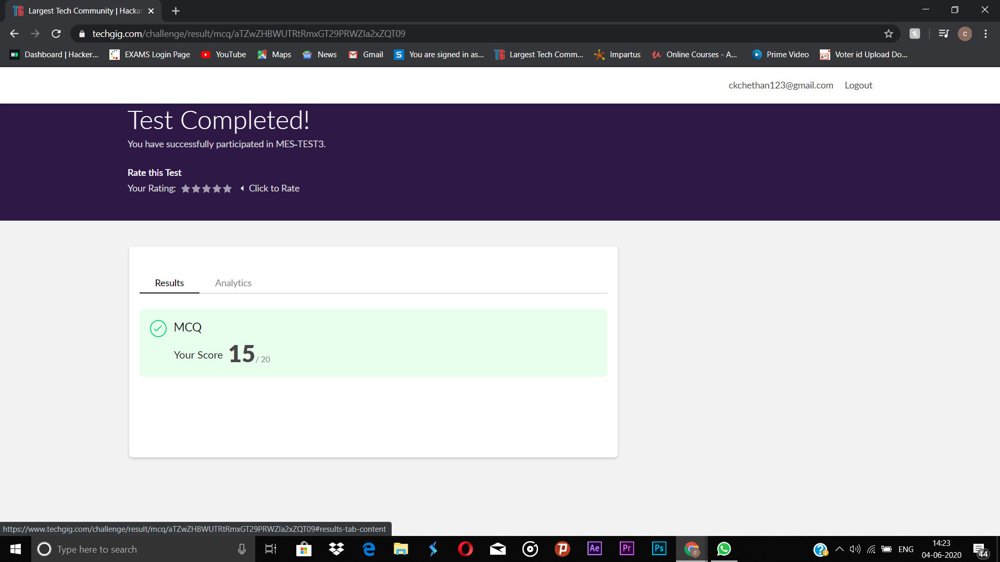 Largest Tech Community | Hacka
techgig.com/challenge/result/mcq/aTZwZHBWUTRtRmxGT29PRWZIa2xZQT09
Dashboard | Hacker... EXAMS Login Page YouTube Maps News Gmail You are signed in as... Largest Tech Comm... Impartus Online Courses - A... Prime Video Voter id Upload Do...
ckchethan123@gmail.com Logout
Test Completed!
You have successfully participated in MES-TEST3.
Rate this Test
Your Rating: Click to Rate
Results Analytics
MCQ
Your Score 15 / 20
https://www.techgig.com/challenge/result/mcq/aTZwZHBWUTRtRmxGT29PRWZIa2xZQT09#results-tab-content
Type here to search
ENG
14:23
04-06-2020
44